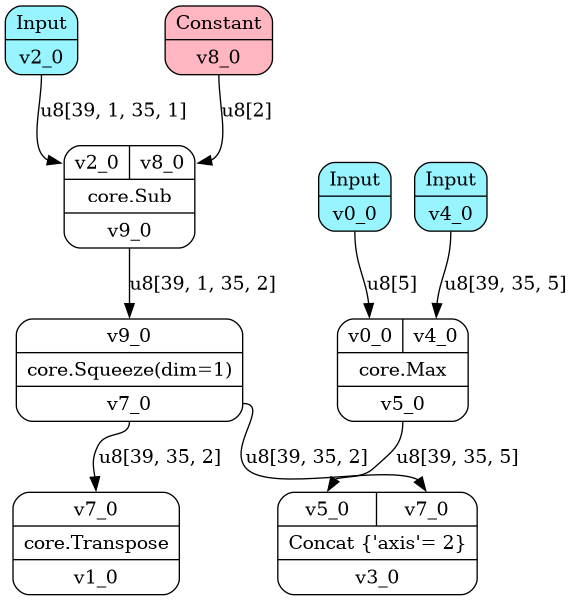 Input
v2_0
Constant
v8_0
u8[39, 1, 35, 1]
u8[2]
v2_0 v8_0
core.Sub
v9_0
Input
v0_0
Input
v4_0
u8[39, 1, 35, 2]
u8[5]
u8[39, 35, 5]
v9_0
core.Squeeze(dim=1)
v7_0
v0_0 v4_0
core.Max
v5_0
u8[39, 35, 2]
u8[39, 35, 2]
u8[39, 35, 5]
v7_0
core.Transpose
v1_0
v5_0 v7_0
Concat {'axis'= 2}
v3_0